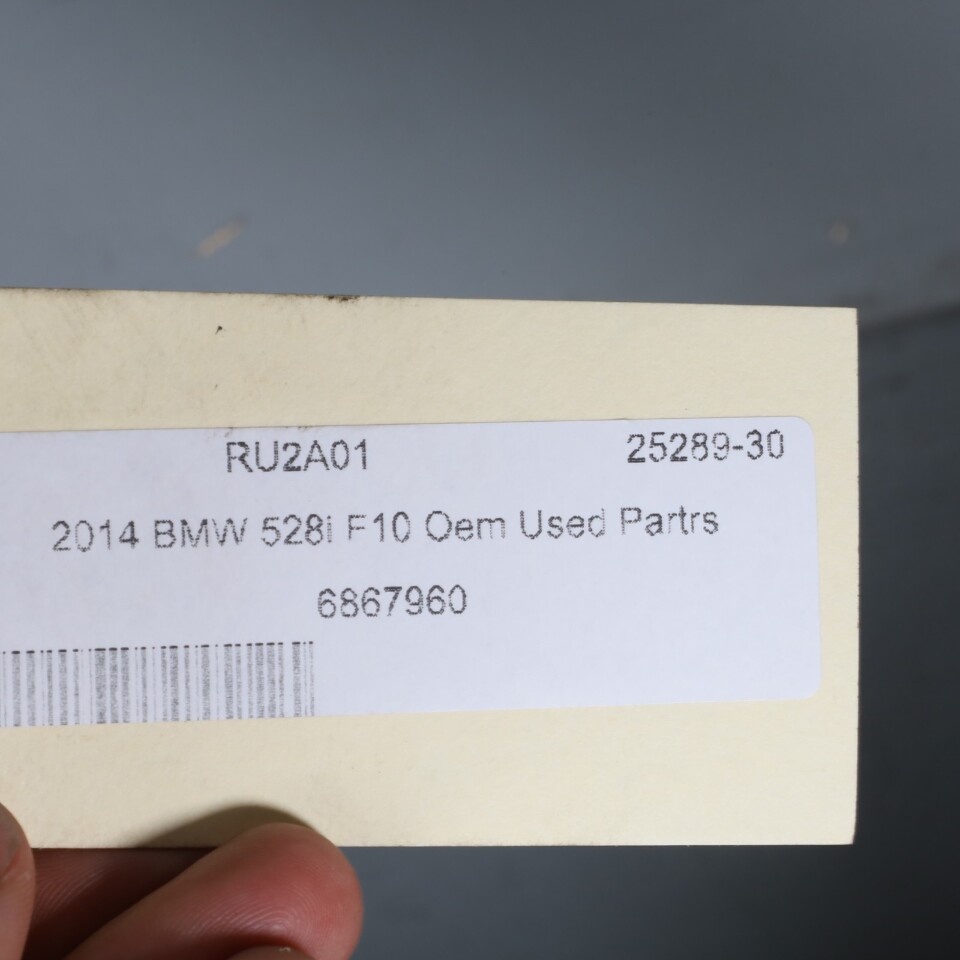 RU2A01 25289-30
2014 BMW 528i F10 Oem Used Partrs
6867960